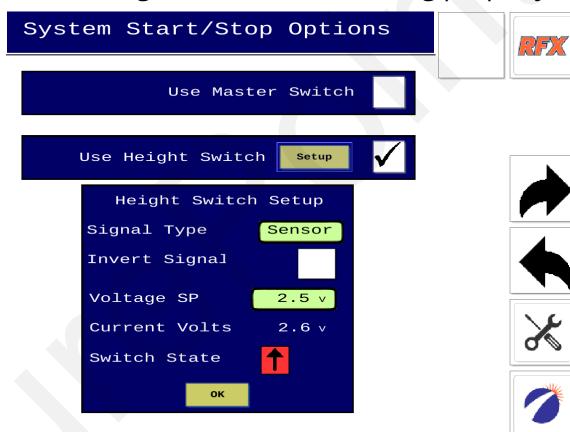 System Start/Stop Options
RFX
Use Master Switch
Use Height Switch Setup
Height Switch Setup
Signal Type Sensor
Invert Signal
Voltage SP 2.5 v
Current Volts 2.6 v
Switch State
OK